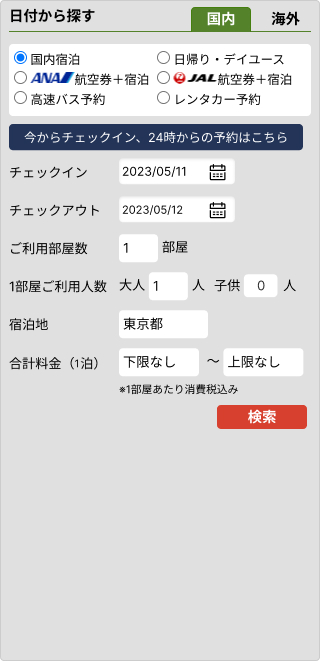 日付から探す 国内 海外
国内宿泊 日帰り・デイユース
ANA航空券＋宿泊 JAL航空券＋宿泊
高速バス予約 レンタカー予約
今からチェックイン、24時からの予約はこちら
チェックイン 2023/05/11
チェックアウト 2023/05/12
ご利用部屋数 1 部屋
1部屋ご利用人数 大人 1 人 子供 0 人
宿泊地 東京都
合計料金（1泊） 下限なし ～ 上限なし
※1部屋あたり消費税込み
検索